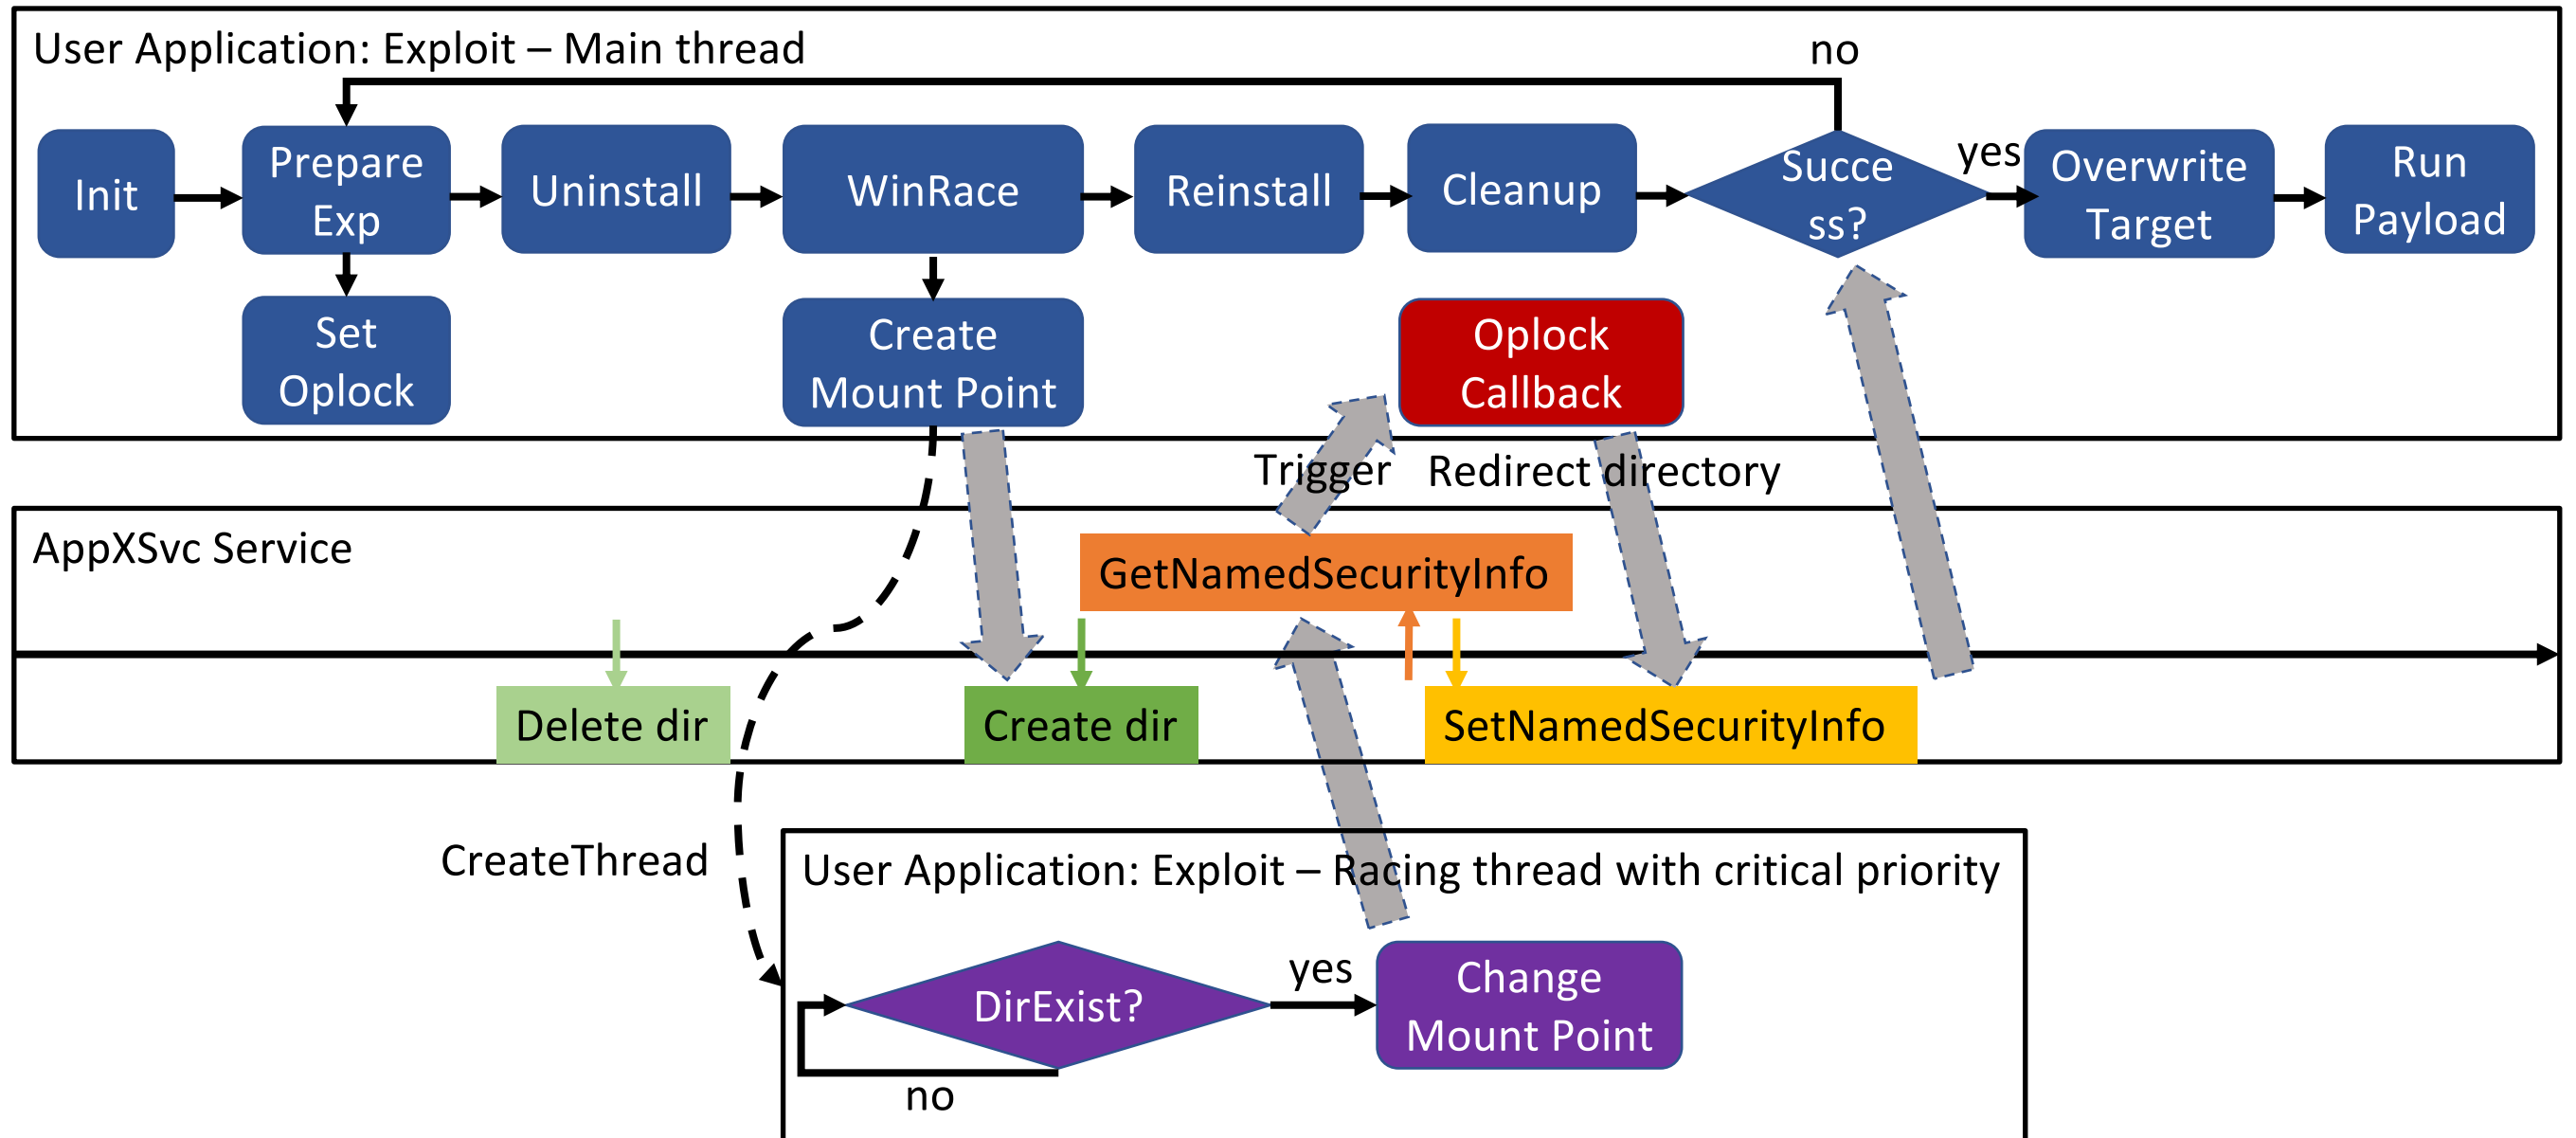 User Application: Exploit – Main thread
no
Init
Prepare
Exp
Uninstall
WinRace
Reinstall
Cleanup
Succe
ss?
yes
Overwrite
Target
Run
Payload
Set
Oplock
Create
Mount Point
Oplock
Callback
Trigger
Redirect directory
AppXSvc Service
GetNamedSecurityInfo
Delete dir
Create dir
SetNamedSecurityInfo
CreateThread
User Application: Exploit – Racing thread with critical priority
DirExist?
yes
Change
Mount Point
no